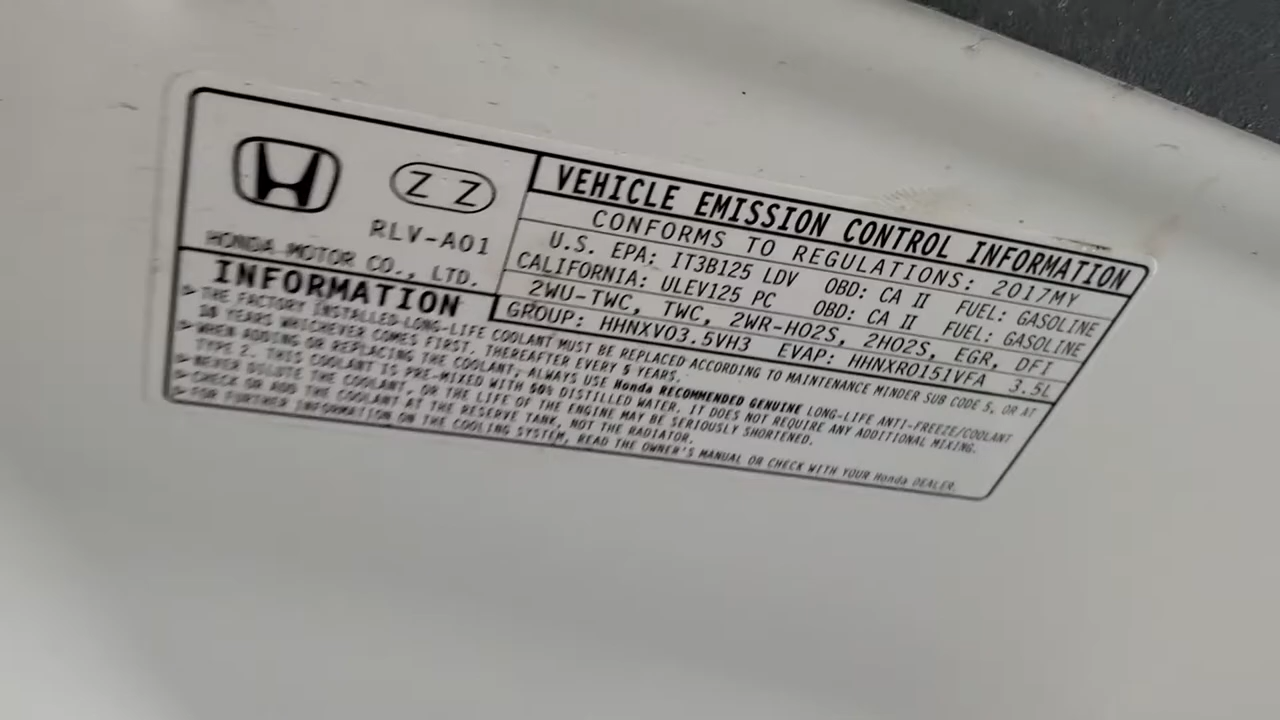 Z Z
RLV-A01
HONDA MOTOR CO., LTD.
VEHICLE EMISSION CONTROL INFORMATION
CONFORMS TO REGULATIONS: 2017MY
U.S. EPA: IT3B125 LDV OBD: CA II FUEL: GASOLINE
CALIFORNIA: ULEV125 PC OBD: CA II FUEL: GASOLINE
2WU-TWC, TWC, 2WR-HO2S, 2HO2S, EGR, DFI
GROUP: HHNXV03.5VH3 EVAP: HHNXR0151VFA 3.5L
INFORMATION
THE FACTORY INSTALLED LONG-LIFE COOLANT MUST BE REPLACED ACCORDING TO MAINTENANCE MINDER SUB CODE 5, OR AT
10 YEARS WHICHEVER COMES FIRST, THEREAFTER EVERY 5 YEARS.
WHEN ADDING OR REPLACING THE COOLANT, ALWAYS USE Honda RECOMMENDED GENUINE LONG-LIFE ANTI-FREEZE/COOLANT
TYPE 2. THIS COOLANT IS PRE-MIXED WITH 50% DISTILLED WATER. IT DOES NOT REQUIRE ANY ADDITIONAL MIXING.
NEVER DILUTE THE COOLANT, OR THE LIFE OF THE ENGINE MAY BE SERIOUSLY SHORTENED.
CHECK OR ADD THE COOLANT AT THE RESERVE TANK, NOT THE RADIATOR.
FOR FURTHER INFORMATION ON THE COOLING SYSTEM, READ THE OWNER'S MANUAL OR CHECK WITH YOUR Honda DEALER.